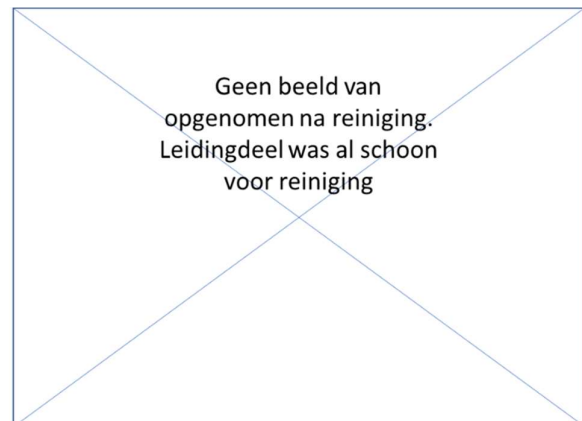 Geen beeld van
opgenomen na reiniging.
Leidingdeel was al schoon
voor reiniging